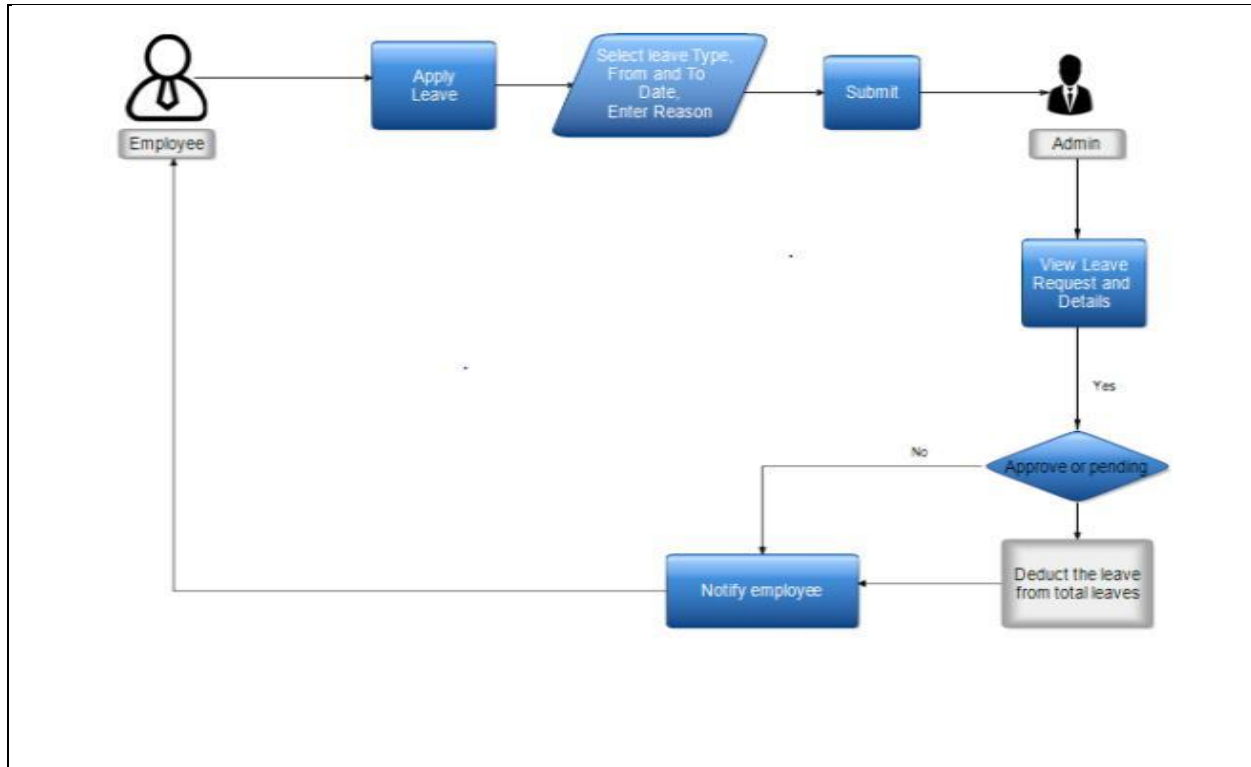 Employee
Apply
Leave
Select leave Type,
From and To
Date,
Enter Reason
Submit
Admin
View Leave
Request and
Details
Yes
Approve or pending
No
Deduct the leave
from total leaves
Notify employee